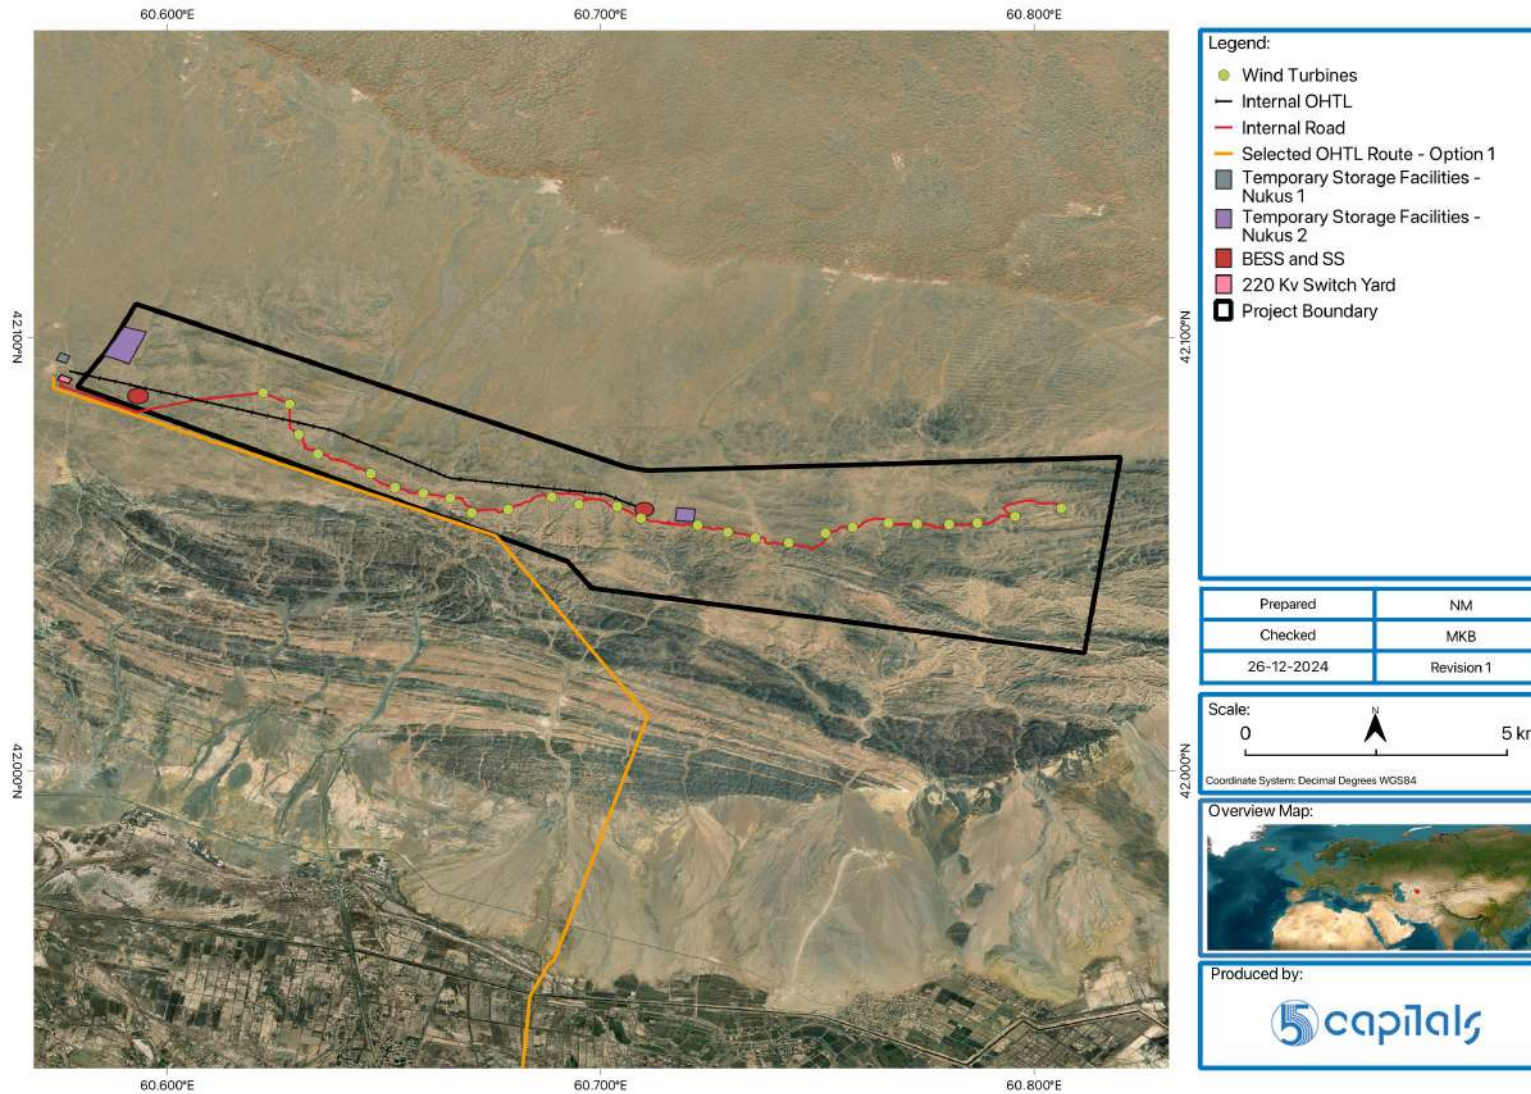 60.600°E
60.700°E
60.800°E
42.100°N
42.100°N
42.000°N
42.000°N
60.600°E
60.700°E
60.800°E
Legend:
Wind Turbines
Internal OHTL
Internal Road
Selected OHTL Route - Option 1
Temporary Storage Facilities -
Nukus 1
Temporary Storage Facilities -
Nukus 2
BESS and SS
220 Kv Switch Yard
Project Boundary
Prepared NM
Checked MKB
26-12-2024 Revision 1
Scale:
N
0 5 km
Coordinate System: Decimal Degrees WGS84
Overview Map:
Produced by:
5 capitals